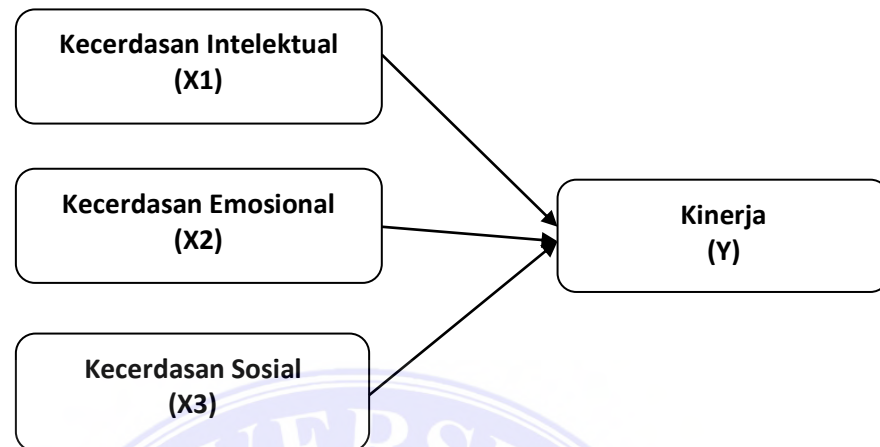 Kecerdasan Intelektual
(X1)
Kecerdasan Emosional
(X2)
Kinerja
(Y)
Kecerdasan Sosial
(X3)